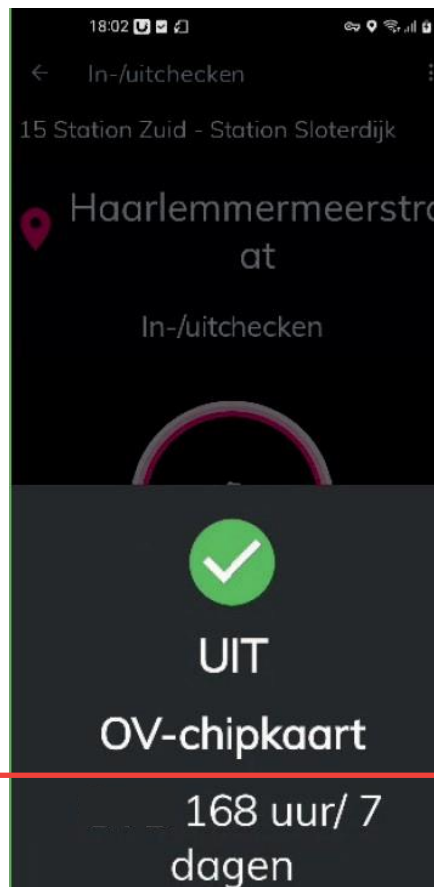 18:02
In-/uitchecken
15 Station Zuid - Station Sloterdijk
Haarlemmermeerstra
at
In-/uitchecken
UIT
OV-chipkaart
168 uur/ 7
dagen